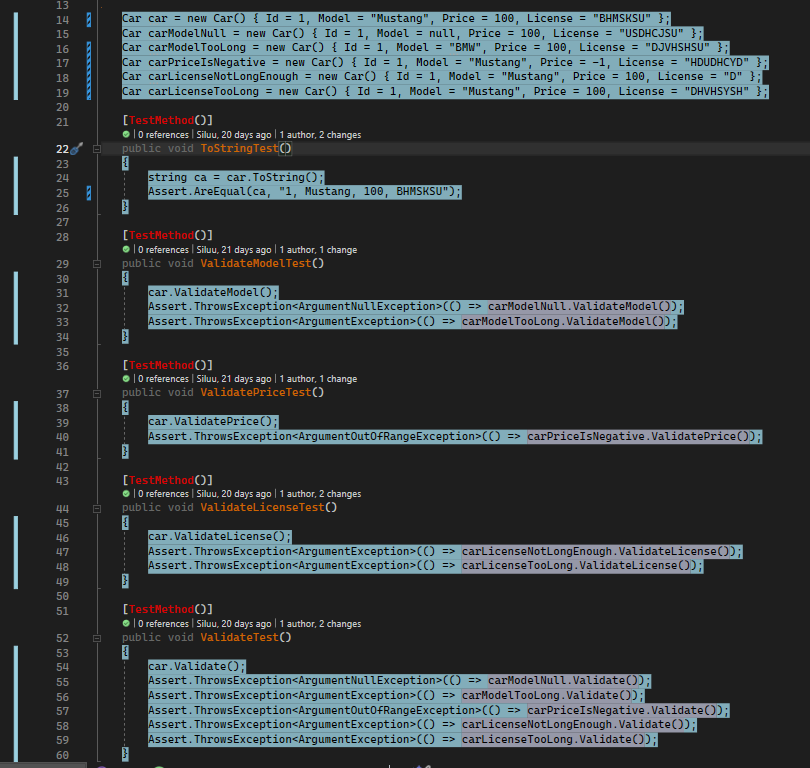 13
14 Car car = new Car() { Id = 1, Model = "Mustang", Price = 100, License = "BHMSKSU" };
15 Car carModelNull = new Car() { Id = 1, Model = null, Price = 100, License = "USDHCJSU" };
16 Car carModelTooLong = new Car() { Id = 1, Model = "BMW", Price = 100, License = "DJVHSHSU" };
17 Car carPriceIsNegative = new Car() { Id = 1, Model = "Mustang", Price = -1, License = "HDUDHCYD" };
18 Car carLicenseNotLongEnough = new Car() { Id = 1, Model = "Mustang", Price = 100, License = "D" };
19 Car carLicenseTooLong = new Car() { Id = 1, Model = "Mustang", Price = 100, License = "DHVHSYSH" };
20
21 [TestMethod()]
0 references | Siluu, 20 days ago | 1 author, 2 changes
22 public void ToStringTest()
23 {
24 string ca = car.ToString();
25 Assert.AreEqual(ca, "1, Mustang, 100, BHMSKSU");
26 }
27
28 [TestMethod()]
0 references | Siluu, 21 days ago | 1 author, 1 change
29 public void ValidateModelTest()
30 {
31 car.ValidateModel();
32 Assert.ThrowsException<ArgumentNullException>(() => carModelNull.ValidateModel());
33 Assert.ThrowsException<ArgumentException>(() => carModelTooLong.ValidateModel());
34 }
35
36 [TestMethod()]
0 references | Siluu, 21 days ago | 1 author, 1 change
37 public void ValidatePriceTest()
38 {
39 car.ValidatePrice();
40 Assert.ThrowsException<ArgumentOutOfRangeException>(() => carPriceIsNegative.ValidatePrice());
41 }
42
43 [TestMethod()]
0 references | Siluu, 20 days ago | 1 author, 2 changes
44 public void ValidateLicenseTest()
45 {
46 car.ValidateLicense();
47 Assert.ThrowsException<ArgumentException>(() => carLicenseNotLongEnough.ValidateLicense());
48 Assert.ThrowsException<ArgumentException>(() => carLicenseTooLong.ValidateLicense());
49 }
50
51 [TestMethod()]
0 references | Siluu, 20 days ago | 1 author, 2 changes
52 public void ValidateTest()
53 {
54 car.Validate();
55 Assert.ThrowsException<ArgumentNullException>(() => carModelNull.Validate());
56 Assert.ThrowsException<ArgumentException>(() => carModelTooLong.Validate());
57 Assert.ThrowsException<ArgumentOutOfRangeException>(() => carPriceIsNegative.Validate());
58 Assert.ThrowsException<ArgumentException>(() => carLicenseNotLongEnough.Validate());
59 Assert.ThrowsException<ArgumentException>(() => carLicenseTooLong.Validate());
60 }